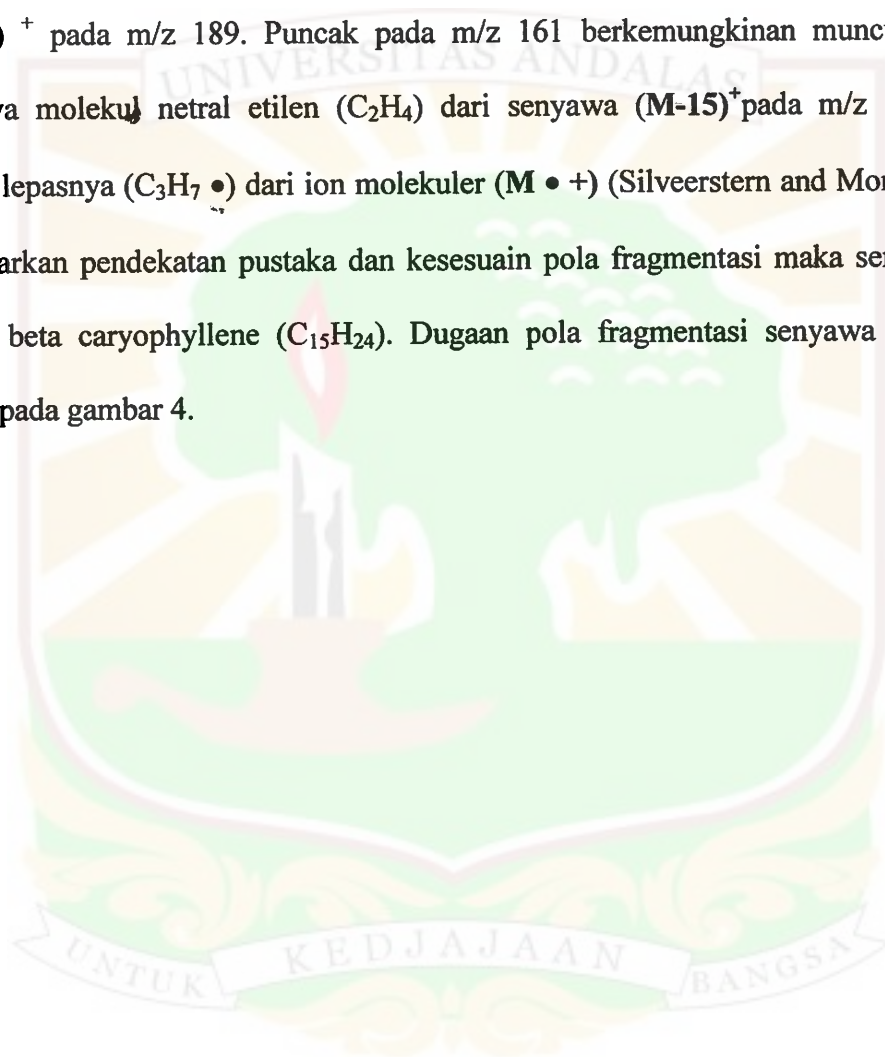 ) + pada m/z 189. Puncak pada m/z 161 berkemungkinan munc
UNIVERSITAS ANDALAS
ya molekul netral etilen (C₂H₄) dari senyawa (M-15)⁺pada m/z
lepasnya (C₃H₇ •) dari ion molekuler (M • +) (Silveerstern and Mor
arkan pendekatan pustaka dan kesesuain pola fragmentasi maka se
beta caryophyllene (C₁₅H₂₄). Dugaan pola fragmentasi senyawa
pada gambar 4.
UNTUK KEDJAJAAN BANGSA